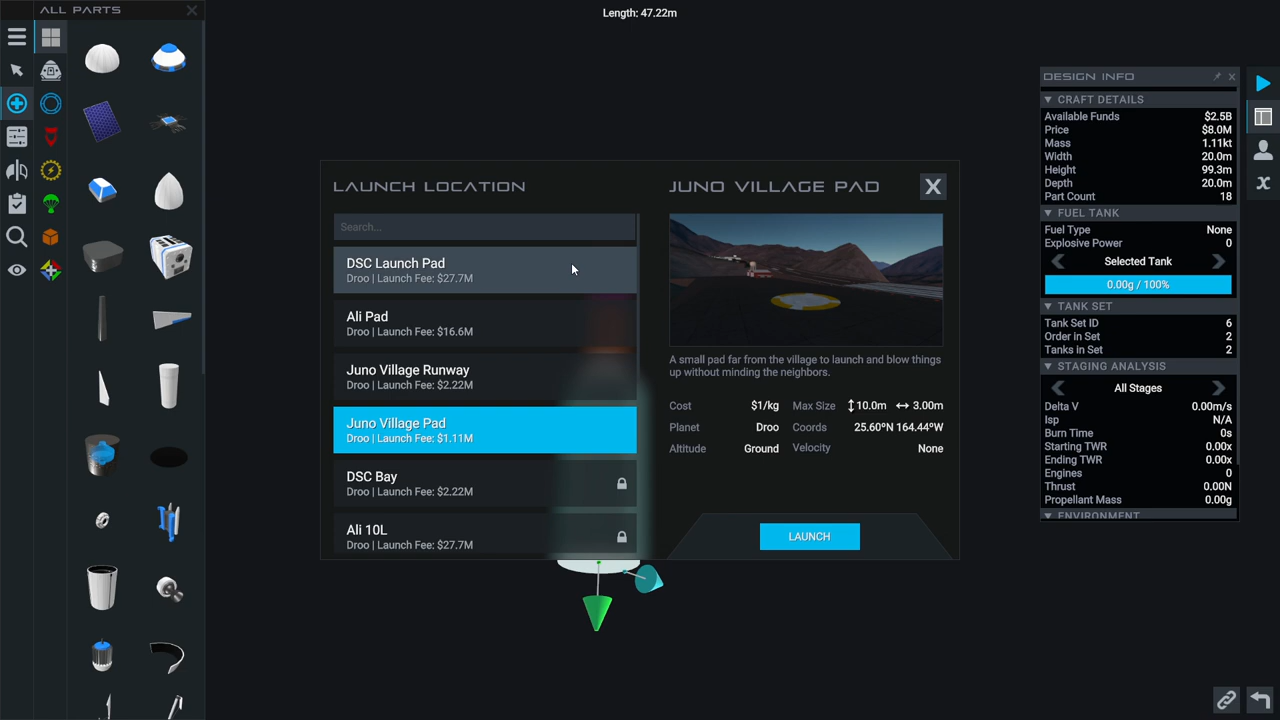 ALL PARTS
Length: 47.22m
LAUNCH LOCATION
Search...
DSC Launch Pad
Droo | Launch Fee: $27.7M
Ali Pad
Droo | Launch Fee: $16.6M
Juno Village Runway
Droo | Launch Fee: $2.22M
Juno Village Pad
Droo | Launch Fee: $1.11M
DSC Bay
Droo | Launch Fee: $2.22M
Ali 10L
Droo | Launch Fee: $27.7M
JUNO VILLAGE PAD
A small pad far from the village to launch and blow things
up without minding the neighbors.
Cost $1/kg Max Size 10.0m 3.00m
Planet Droo Coords 25.60ºN 164.44ºW
Altitude Ground Velocity None
LAUNCH
DESIGN INFO
CRAFT DETAILS
Available Funds $2.5B
Price $8.0M
Mass 1.11kt
Width 20.0m
Height 99.3m
Depth 20.0m
Part Count 18
FUEL TANK
Fuel Type None
Explosive Power 0
Selected Tank
0.00g / 100%
TANK SET
Tank Set ID 6
Order in Set 2
Tanks in Set 2
STAGING ANALYSIS
All Stages
Delta V 0.00m/s
Isp N/A
Burn Time 0s
Starting TWR 0.00x
Ending TWR 0.00x
Engines 0
Thrust 0.00N
Propellant Mass 0.00g
ENVIRONMENT